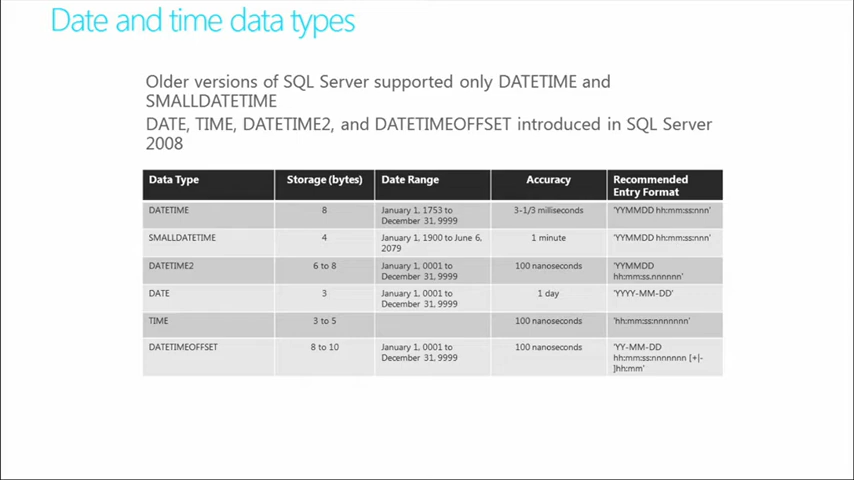 Date and time data types
Older versions of SQL Server supported only DATETIME and
SMALLDATETIME
DATE, TIME, DATETIME2, and DATETIMEOFFSET introduced in SQL Server
2008
Data Type Storage (bytes) Date Range Accuracy Recommended
Entry Format
DATETIME 8 January 1, 1753 to 3-1/3 milliseconds 'YYMMDD hh:mm:ss:nnn'
December 31, 9999
SMALLDATETIME 4 January 1, 1900 to June 6, 1 minute 'YYMMDD hh:mm:ss:nnn'
2079
DATETIME2 6 to 8 January 1, 0001 to 100 nanoseconds 'YYMMDD
December 31, 9999 hh:mm:ss.nnnnnn'
DATE 3 January 1, 0001 to 1 day 'YYYY-MM-DD'
December 31, 9999
TIME 3 to 5 100 nanoseconds 'hh:mm:ss:nnnnnnn'
DATETIMEOFFSET 8 to 10 January 1, 0001 to 100 nanoseconds 'YY-MM-DD
December 31, 9999 hh:mm:ss:nnnnnnn [+|-
]hh:mm'